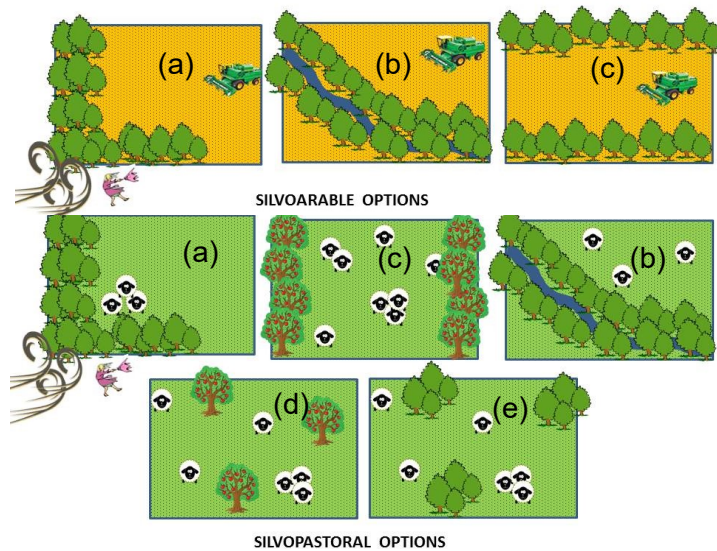 (a)
(b)
(c)
SILVOARABLE OPTIONS
(a)
(c)
(b)
(d)
(e)
SILVOPASTORAL OPTIONS